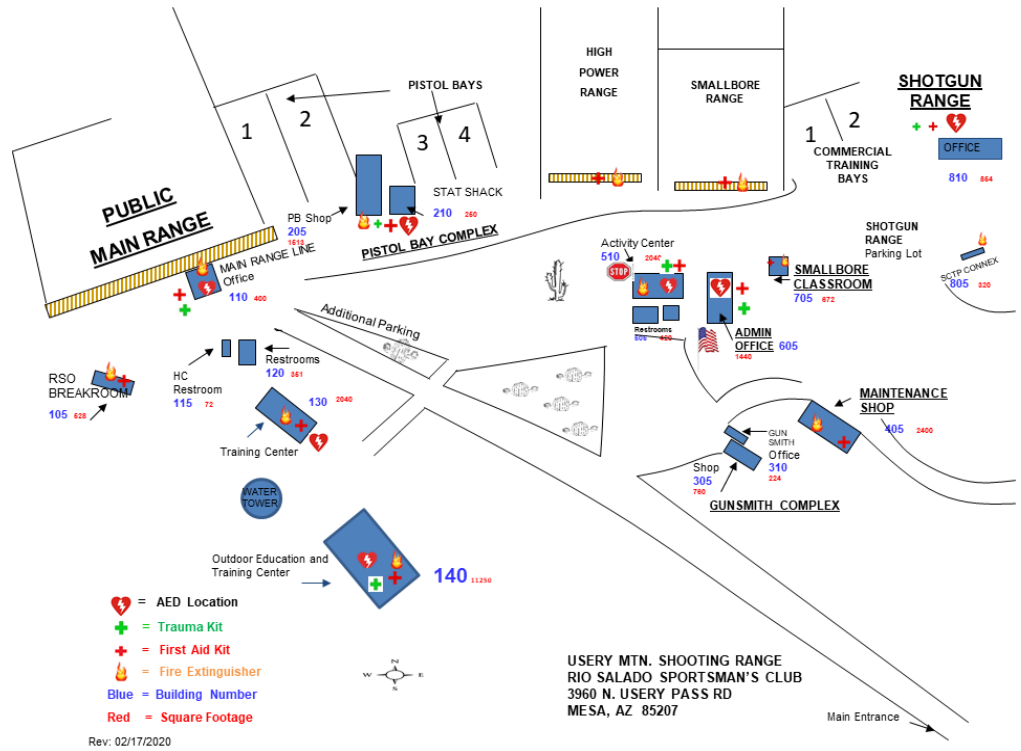 PISTOL BAYS
1
2
3
4
HIGH
POWER
RANGE
SMALLBORE
RANGE
1
2
COMMERCIAL
TRAINING
BAYS
SHOTGUN
RANGE
OFFICE
810 864
PUBLIC
MAIN RANGE
PB Shop
205
1613
STAT SHACK
210 260
PISTOL BAY COMPLEX
MAIN RANGE LINE
Office
110 400
Activity Center
510 2040
STOP
Restrooms
ADMIN
OFFICE 605
1440
SMALLBORE
CLASSROOM
705 672
SHOTGUN
RANGE
Parking Lot
SCTP CONNEX
805 320
Additional Parking
RSO
BREAKROOM
105 528
HC
Restroom
115 72
Restrooms
120 351
130 2040
Training Center
MAINTENANCE
SHOP
405 2400
GUN
SMITH
Office
310
224
Shop
305
760
GUNSMITH COMPLEX
WATER
TOWER
Outdoor Education and
Training Center
140 11250
= AED Location
= Trauma Kit
= First Aid Kit
= Fire Extinguisher
Blue = Building Number
Red = Square Footage
Rev: 02/17/2020
N
W E
S
USERY MTN. SHOOTING RANGE
RIO SALADO SPORTSMAN'S CLUB
3960 N. USERY PASS RD
MESA, AZ 85207
Main Entrance